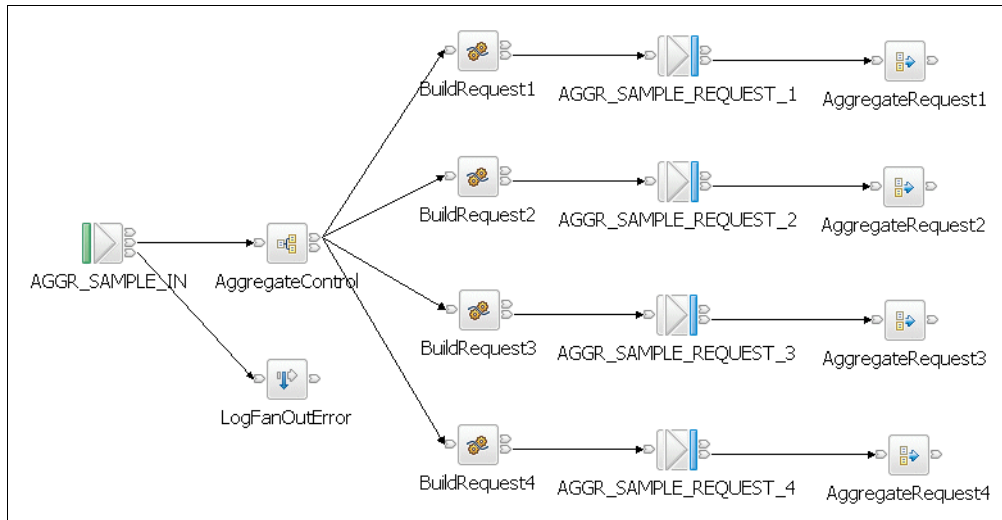 BuildRequest1
AGGR_SAMPLE_REQUEST_1
AggregateRequest1
BuildRequest2
AGGR_SAMPLE_REQUEST_2
AggregateRequest2
AGGR_SAMPLE_IN
AggregateControl
BuildRequest3
AGGR_SAMPLE_REQUEST_3
AggregateRequest3
LogFanOutError
BuildRequest4
AGGR_SAMPLE_REQUEST_4
AggregateRequest4